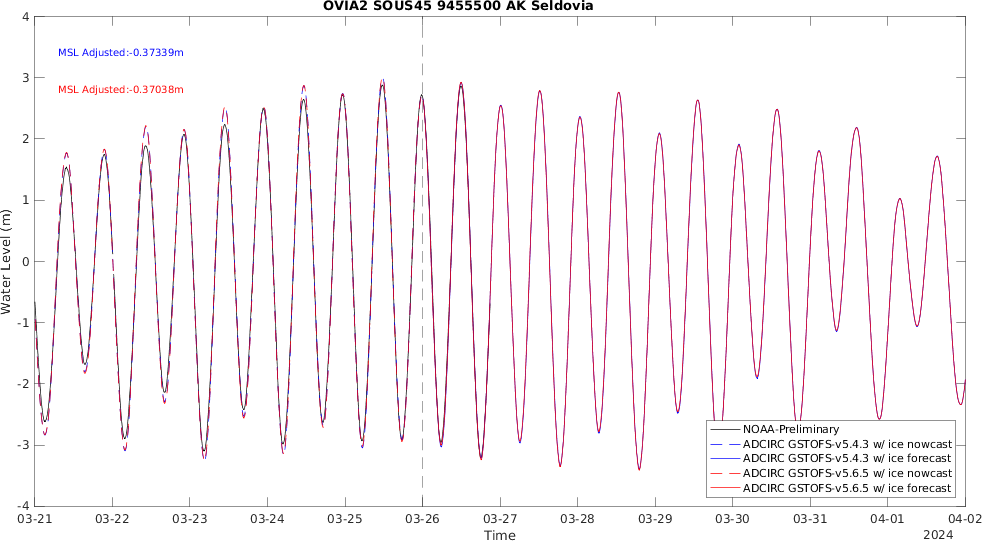 OVIA2 SOUS45 9455500 AK Seldovia
MSL Adjusted:-0.37339m
MSL Adjusted:-0.37038m
Water Level (m)
4
3
2
1
0
-1
-2
-3
-4
NOAA-Preliminary
ADCIRC GSTOFS-v5.4.3 w/ ice nowcast
ADCIRC GSTOFS-v5.4.3 w/ ice forecast
ADCIRC GSTOFS-v5.6.5 w/ ice nowcast
ADCIRC GSTOFS-v5.6.5 w/ ice forecast
03-21 03-22 03-23 03-24 03-25 03-26 03-27 03-28 03-29 03-30 03-31 04-01 04-02
Time
2024